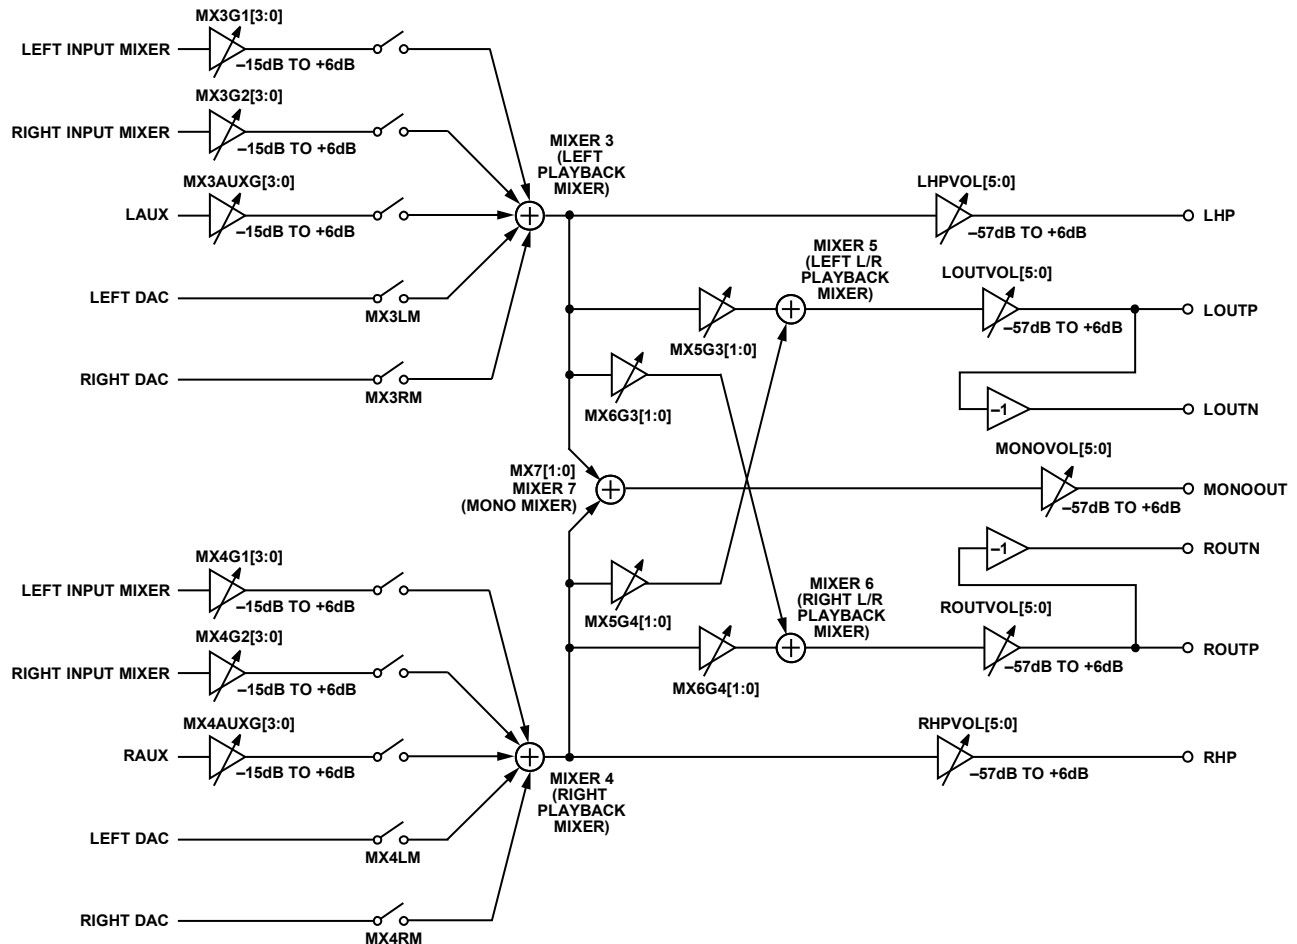 MX3G1[3:0]
LEFT INPUT MIXER
–15dB TO +6dB
MX3G2[3:0]
RIGHT INPUT MIXER
–15dB TO +6dB
MIXER 3
(LEFT
PLAYBACK
MIXER)
MX3AUXG[3:0]
LAUX
–15dB TO +6dB
LHPVOL[5:0]
–57dB TO +6dB
LHP
MIXER 5
(LEFT L/R
PLAYBACK
MIXER)
LOUTVOL[5:0]
–57dB TO +6dB
LOUTP
LEFT DAC
MX3LM
MX5G3[1:0]
RIGHT DAC
MX3RM
MX6G3[1:0]
–1
LOUTN
MX7[1:0]
MIXER 7
(MONO MIXER)
MONOVOL[5:0]
–57dB TO +6dB
MONOOUT
–1
ROUTN
MX4G1[3:0]
LEFT INPUT MIXER
–15dB TO +6dB
MX5G4[1:0]
MIXER 6
(RIGHT L/R
PLAYBACK
MIXER)
ROUTVOL[5:0]
–57dB TO +6dB
ROUTP
MX4G2[3:0]
RIGHT INPUT MIXER
–15dB TO +6dB
MX6G4[1:0]
MX4AUXG[3:0]
RAUX
–15dB TO +6dB
RHPVOL[5:0]
–57dB TO +6dB
RHP
MIXER 4
(RIGHT
PLAYBACK
MIXER)
LEFT DAC
MX4LM
RIGHT DAC
MX4RM